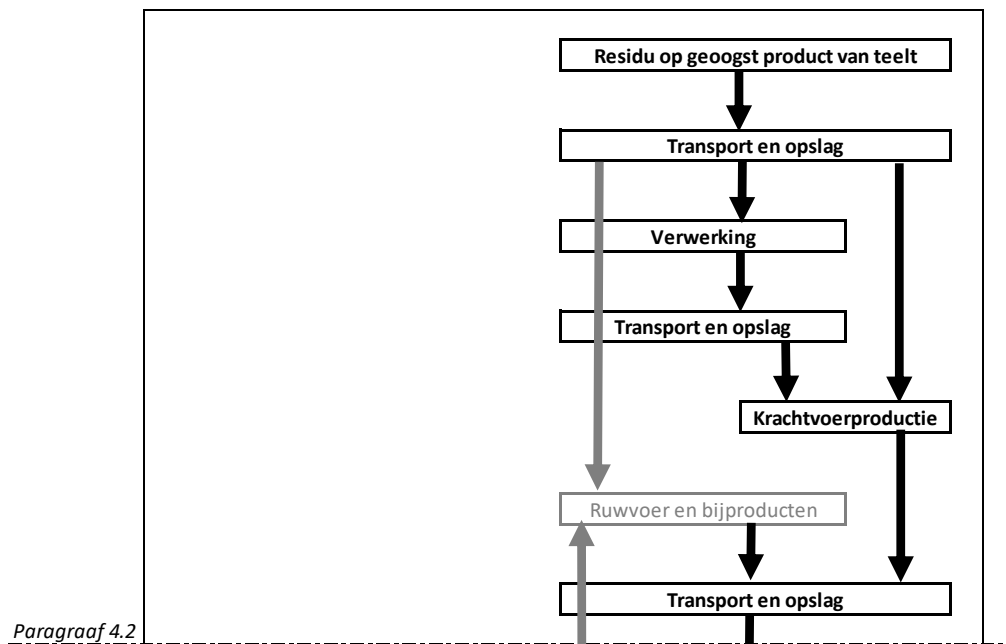 Residu op geoogst product van teelt
Transport en opslag
Verwerking
Transport en opslag
Krachtvoerproductie
Ruwvoer en bijproducten
Transport en opslag
Paragraaf 4.2